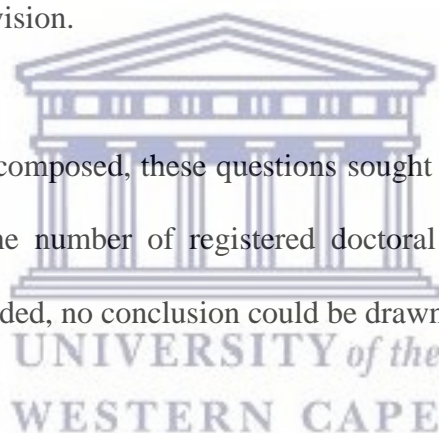 vision.
composed, these questions sought
number of registered doctoral
ded, no conclusion could be drawn
UNIVERSITY of the
WESTERN CAPE